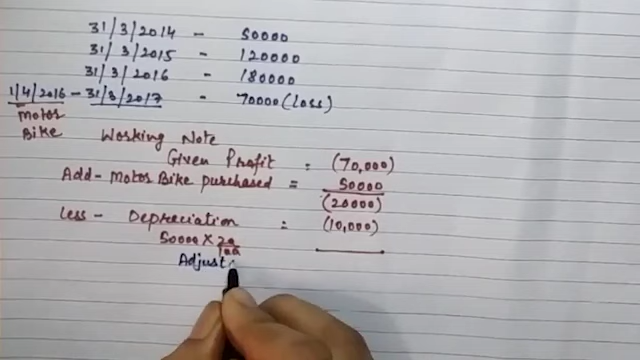 31/3/2014 - 50000
31/3/2015 - 120000
31/3/2016 - 180000
1/4/2016 - 31/3/2017 - 70000 (loss)
Motor
Bike
Working Note
Given Profit : (70,000)
Add - Motor Bike purchased = 50000
(20000)
Less - Depreciation : (10,000)
50000 X 20/100
Adjust